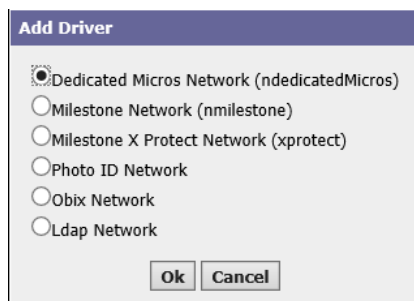 Add Driver
Dedicated Micros Network (ndedicatedMicros)
Milestone Network (nmilestone)
Milestone X Protect Network (xprotect)
Photo ID Network
Obix Network
Ldap Network
Ok Cancel